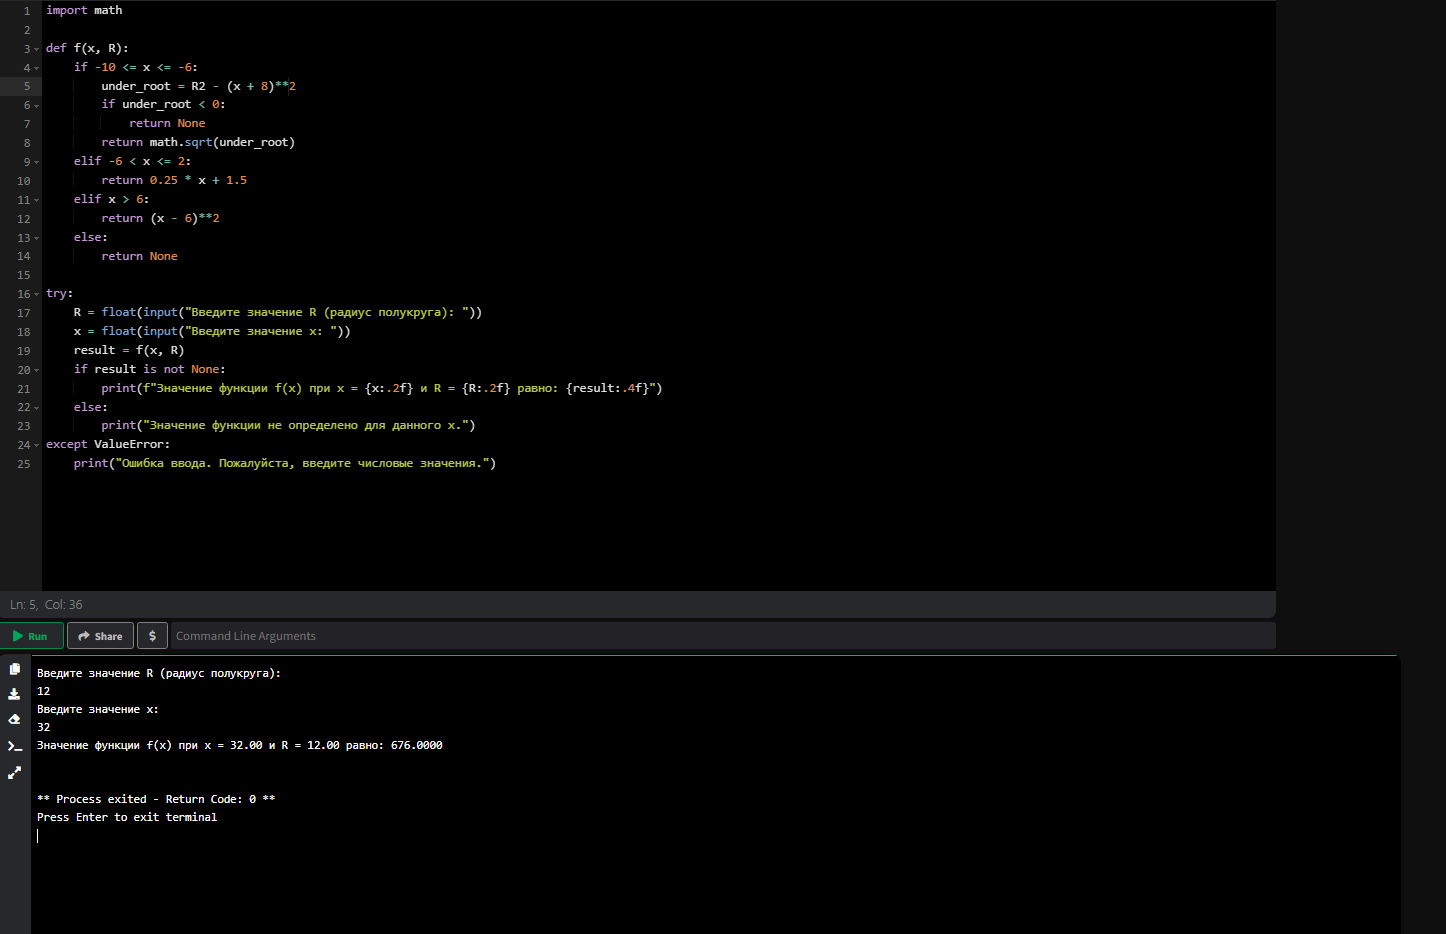 1 import math
2
3 def f(x, R):
4     if -10 <= x <= -6:
5         under_root = R2 - (x + 8)**2
6         if under_root < 0:
7             return None
8         return math.sqrt(under_root)
9     elif -6 < x <= 2:
10         return 0.25 * x + 1.5
11     elif x > 6:
12         return (x - 6)**2
13     else:
14         return None
15
16 try:
17     R = float(input("Введите значение R (радиус полукруга): "))
18     x = float(input("Введите значение x: "))
19     result = f(x, R)
20     if result is not None:
21         print(f"Значение функции f(x) при x = {x:.2f} и R = {R:.2f} равно: {result:.4f}")
22     else:
23         print("Значение функции не определено для данного x.")
24 except ValueError:
25     print("Ошибка ввода. Пожалуйста, введите числовые значения.")
Ln: 5, Col: 36
Run Share $ Command Line Arguments
Введите значение R (радиус полукруга):
12
Введите значение x:
32
Значение функции f(x) при x = 32.00 и R = 12.00 равно: 676.0000
** Process exited - Return Code: 0 **
Press Enter to exit terminal